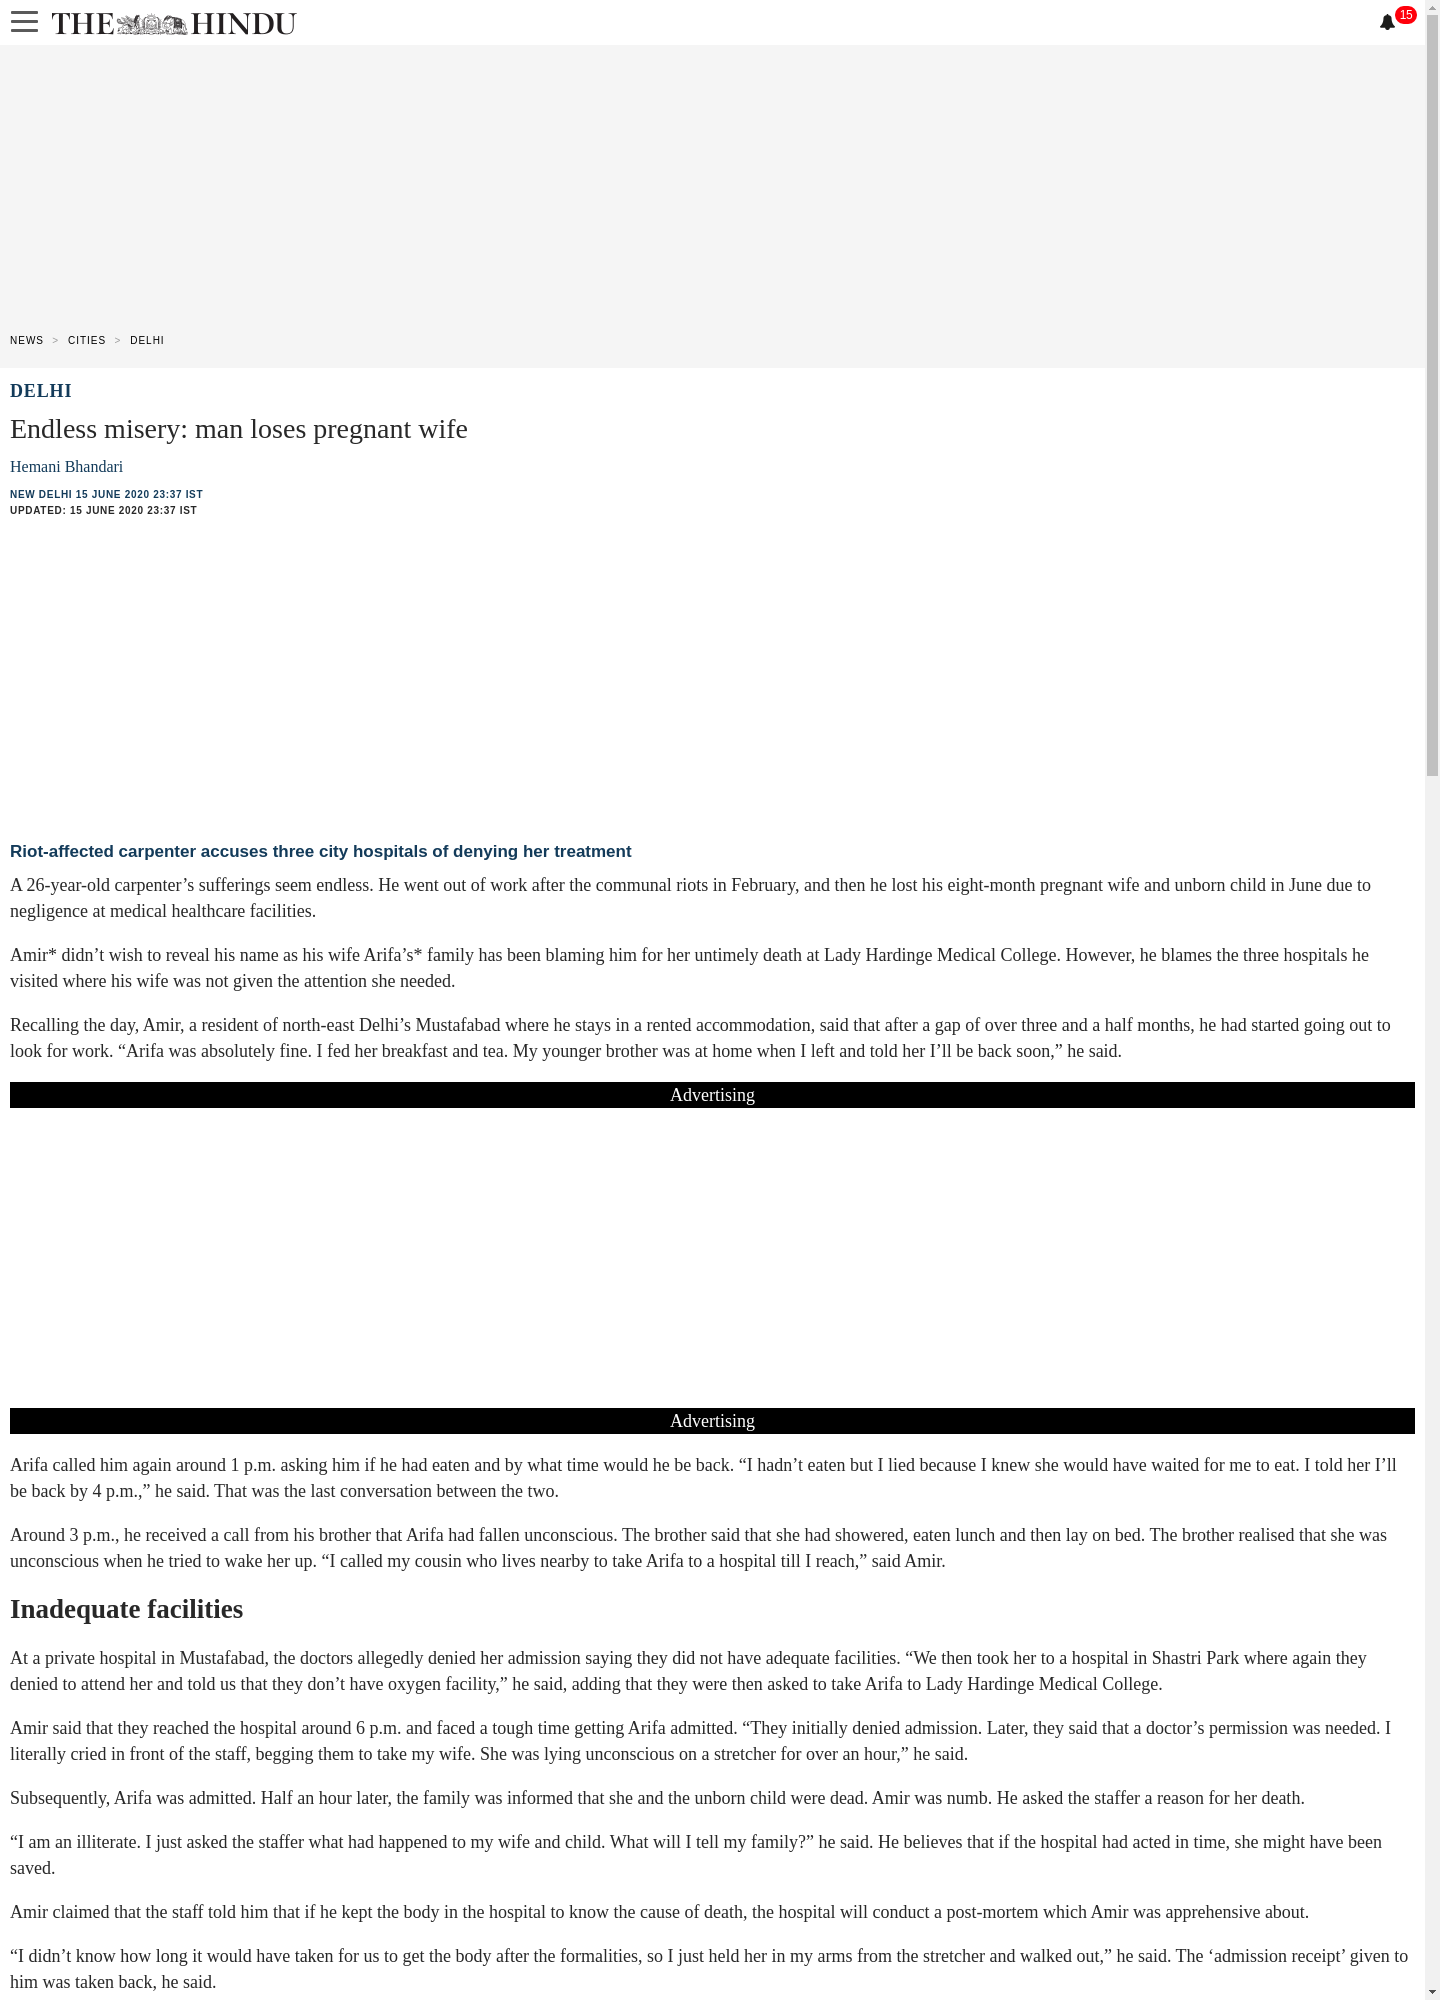 THE HINDU
15
NEWS > CITIES > DELHI
DELHI
Endless misery: man loses pregnant wife
Hemani Bhandari
NEW DELHI 15 JUNE 2020 23:37 IST
UPDATED: 15 JUNE 2020 23:37 IST
Riot-affected carpenter accuses three city hospitals of denying her treatment
A 26-year-old carpenter’s sufferings seem endless. He went out of work after the communal riots in February, and then he lost his eight-month pregnant wife and unborn child in June due to
negligence at medical healthcare facilities.
Amir* didn’t wish to reveal his name as his wife Arifa’s* family has been blaming him for her untimely death at Lady Hardinge Medical College. However, he blames the three hospitals he
visited where his wife was not given the attention she needed.
Recalling the day, Amir, a resident of north-east Delhi’s Mustafabad where he stays in a rented accommodation, said that after a gap of over three and a half months, he had started going out to
look for work. “Arifa was absolutely fine. I fed her breakfast and tea. My younger brother was at home when I left and told her I’ll be back soon,” he said.
Advertising
Advertising
Arifa called him again around 1 p.m. asking him if he had eaten and by what time would he be back. “I hadn’t eaten but I lied because I knew she would have waited for me to eat. I told her I’ll
be back by 4 p.m.,” he said. That was the last conversation between the two.
Around 3 p.m., he received a call from his brother that Arifa had fallen unconscious. The brother said that she had showered, eaten lunch and then lay on bed. The brother realised that she was
unconscious when he tried to wake her up. “I called my cousin who lives nearby to take Arifa to a hospital till I reach,” said Amir.
Inadequate facilities
At a private hospital in Mustafabad, the doctors allegedly denied her admission saying they did not have adequate facilities. “We then took her to a hospital in Shastri Park where again they
denied to attend her and told us that they don’t have oxygen facility,” he said, adding that they were then asked to take Arifa to Lady Hardinge Medical College.
Amir said that they reached the hospital around 6 p.m. and faced a tough time getting Arifa admitted. “They initially denied admission. Later, they said that a doctor’s permission was needed. I
literally cried in front of the staff, begging them to take my wife. She was lying unconscious on a stretcher for over an hour,” he said.
Subsequently, Arifa was admitted. Half an hour later, the family was informed that she and the unborn child were dead. Amir was numb. He asked the staffer a reason for her death.
“I am an illiterate. I just asked the staffer what had happened to my wife and child. What will I tell my family?” he said. He believes that if the hospital had acted in time, she might have been
saved.
Amir claimed that the staff told him that if he kept the body in the hospital to know the cause of death, the hospital will conduct a post-mortem which Amir was apprehensive about.
“I didn’t know how long it would have taken for us to get the body after the formalities, so I just held her in my arms from the stretcher and walked out,” he said. The ‘admission receipt’ given to
him was taken back, he said.